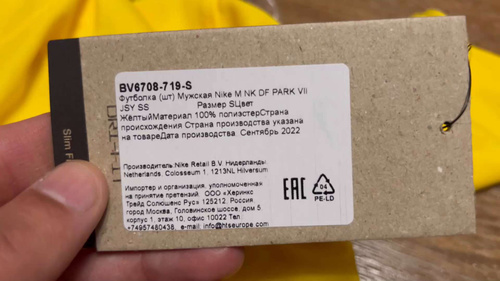 BV6708-719-S
Футболка (шт) Мужская Nike M NK DF PARK VII
JSY SS Размер SЦвет
ЖёлтыйМатериал 100% полиэстерСтрана
происхождения Страна производства указана
на товареДата производства Сентябрь 2022
Производитель Nike Retail B.V. Нидерланды
Netherlands, Colosseum 1, 1213NL Hilversum
Импортер и организация, уполномоченная
на принятие претензий, ООО «Херинкс
Трэйд Солюшенс Рус» 125212, Россия,
город Москва, Головинское шоссе, дом 5,
корпус 1, этаж 10, офис 10022 Тел.:
+74957480438, e-mail: info@htseurope.com
EAC
04
PE-LD
Slim F